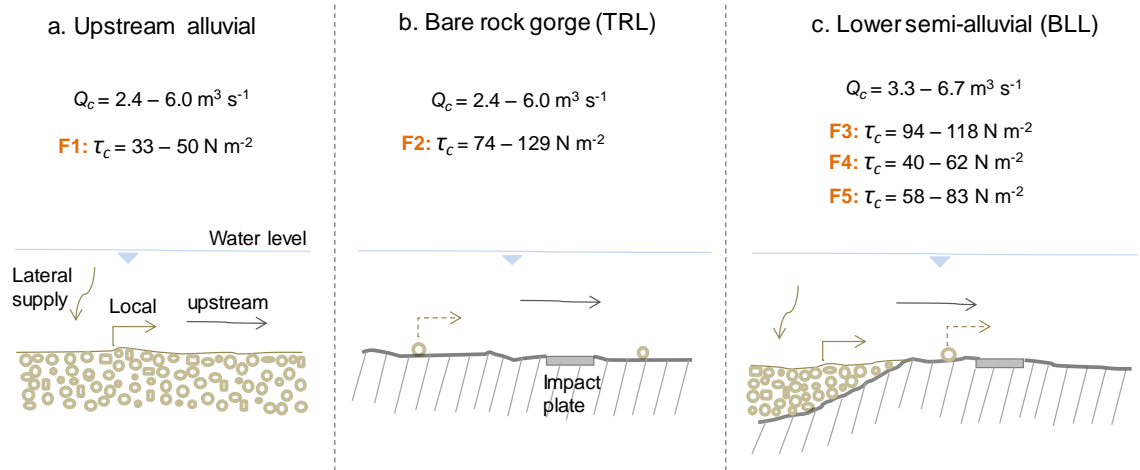 a. Upstream alluvial
Qc = 2.4 – 6.0 m³ s⁻¹
F1: τc = 33 – 50 N m⁻²
Water level
Lateral
supply
Local
upstream
b. Bare rock gorge (TRL)
Qc = 2.4 – 6.0 m³ s⁻¹
F2: τc = 74 – 129 N m⁻²
Impact
plate
c. Lower semi-alluvial (BLL)
Qc = 3.3 – 6.7 m³ s⁻¹
F3: τc = 94 – 118 N m⁻²
F4: τc = 40 – 62 N m⁻²
F5: τc = 58 – 83 N m⁻²